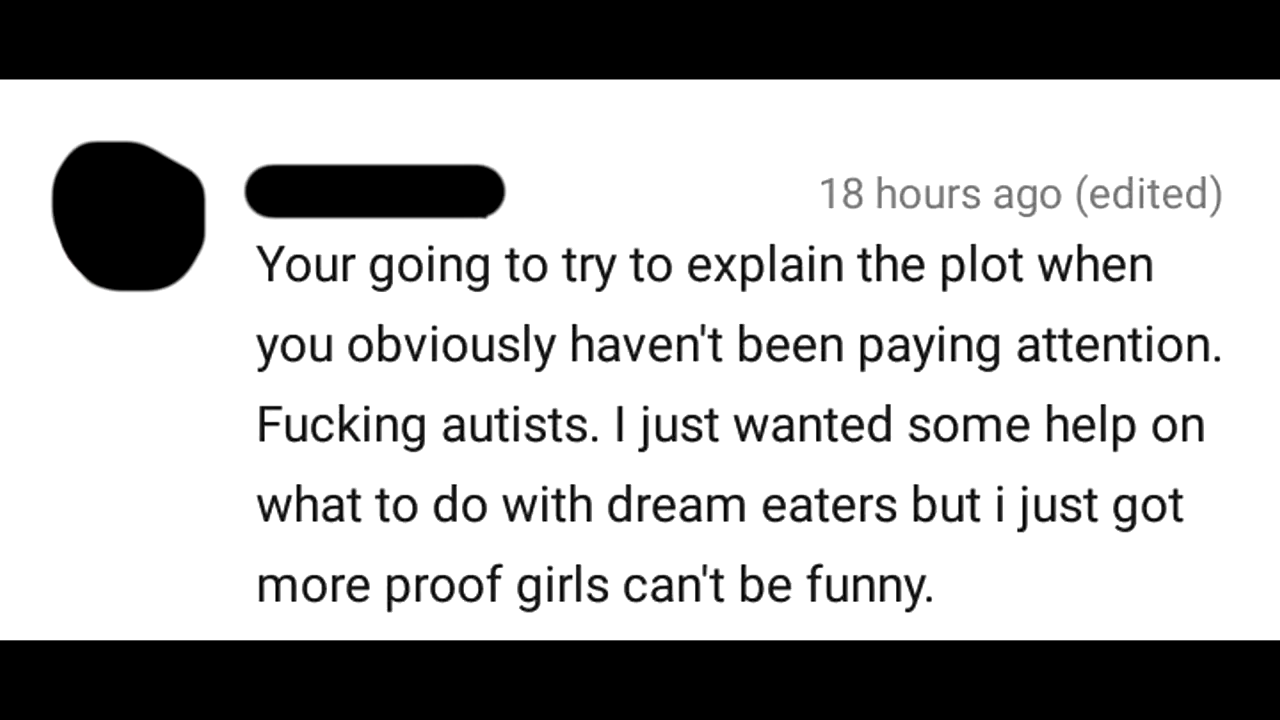 18 hours ago (edited)
Your going to try to explain the plot when
you obviously haven't been paying attention.
Fucking autists. I just wanted some help on
what to do with dream eaters but i just got
more proof girls can't be funny.